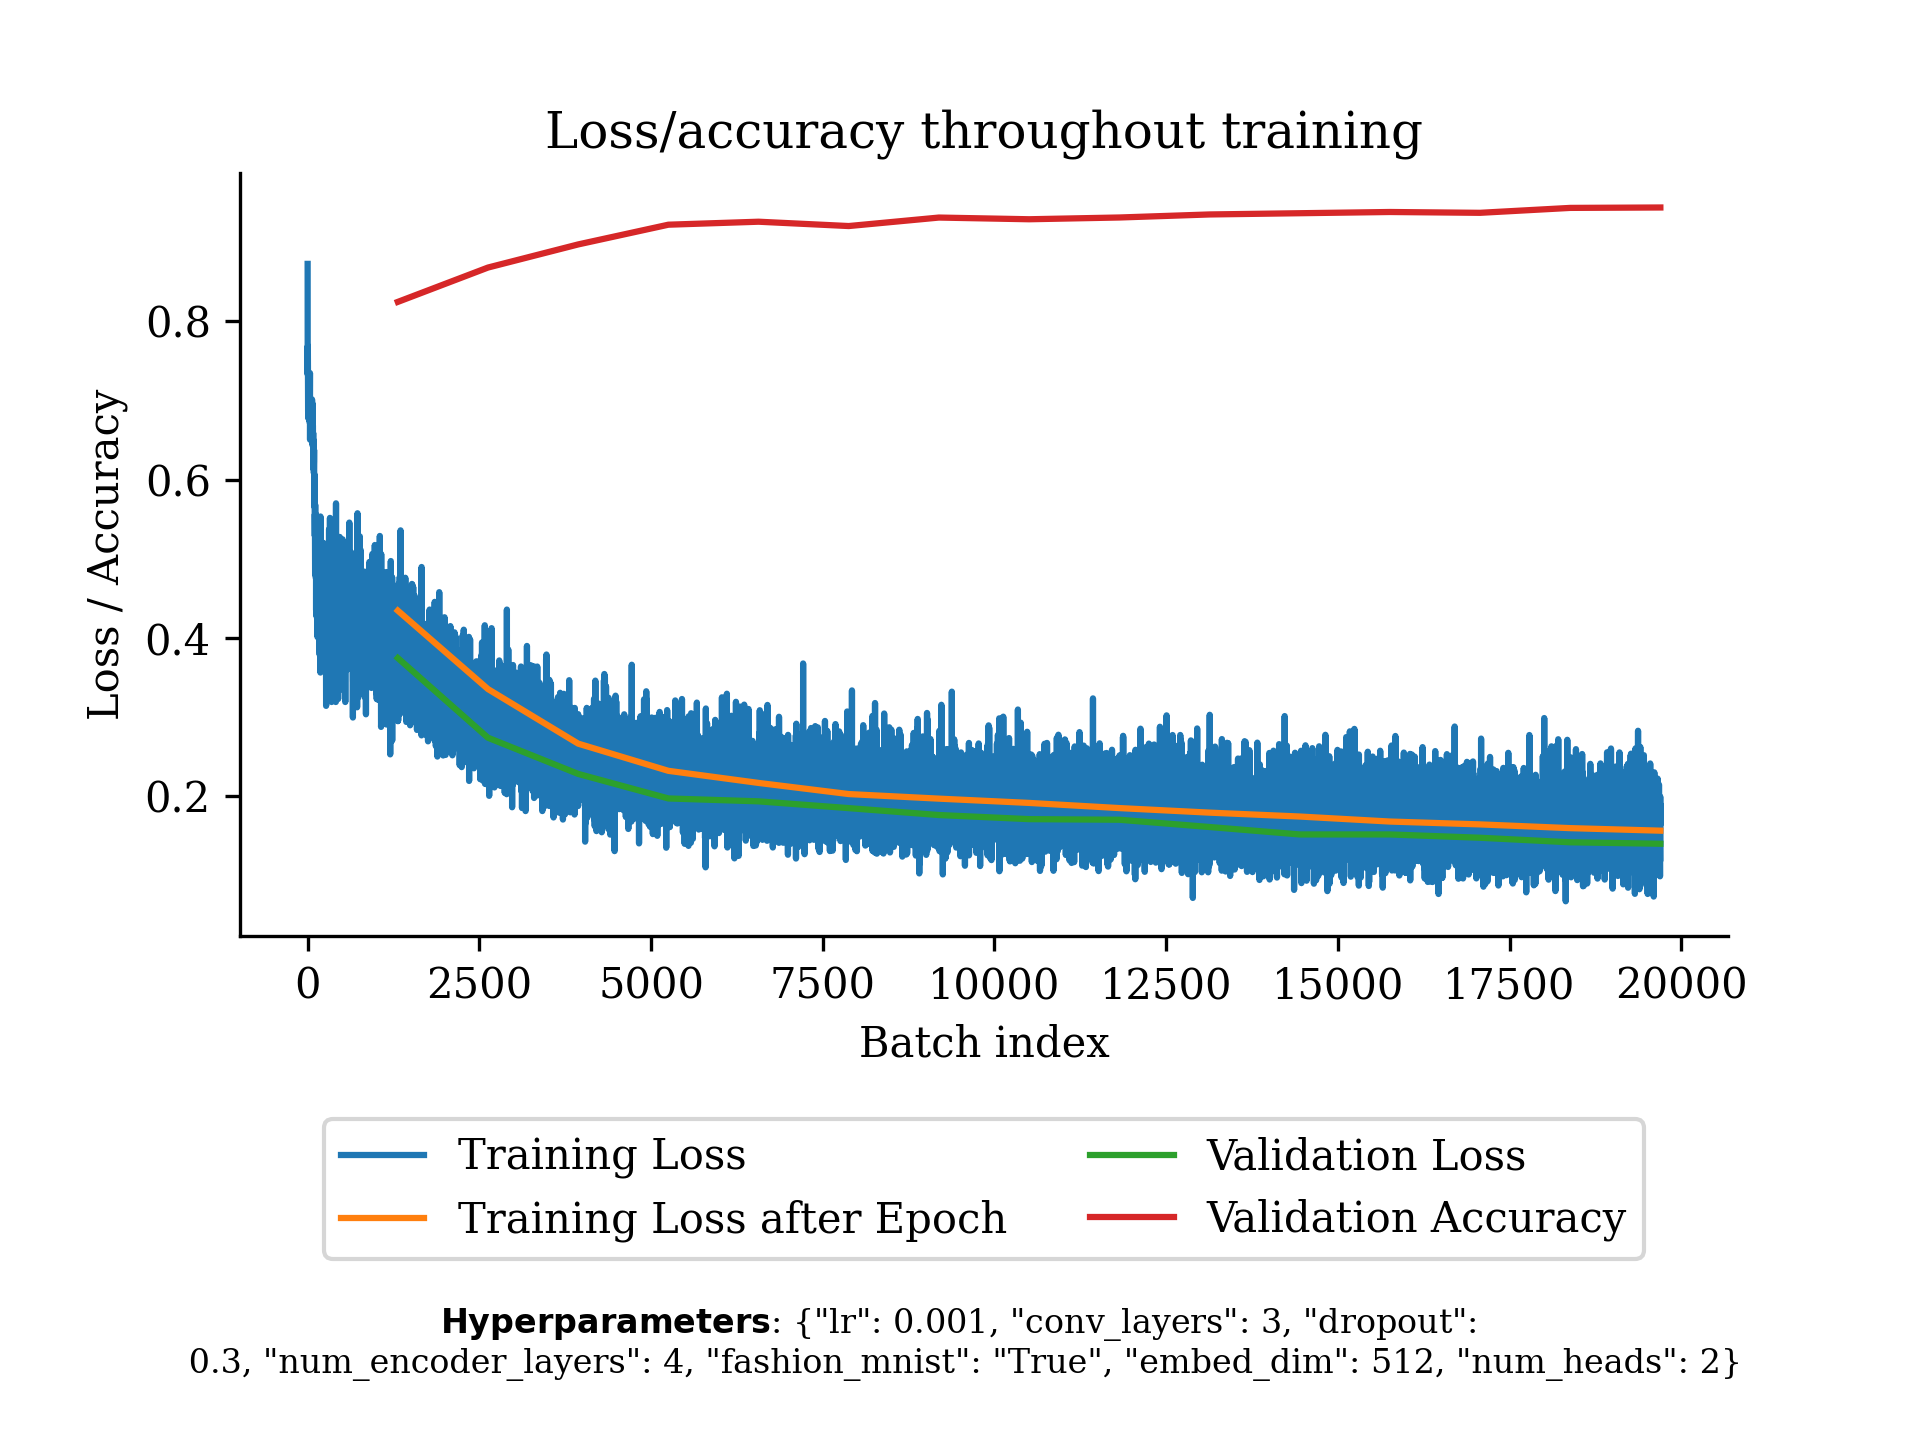 Loss/accuracy throughout training
Loss / Accuracy
0.8
0.6
0.4
0.2
0 2500 5000 7500 10000 12500 15000 17500 20000
Batch index
Training Loss
Training Loss after Epoch
Validation Loss
Validation Accuracy
Hyperparameters: {"lr": 0.001, "conv_layers": 3, "dropout":
0.3, "num_encoder_layers": 4, "fashion_mnist": "True", "embed_dim": 512, "num_heads": 2}